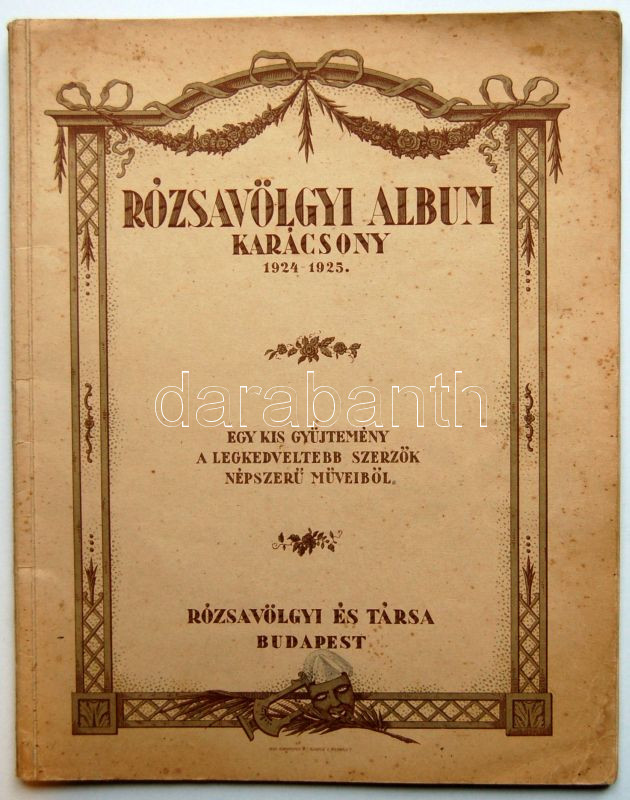 RÓZSAVÖLGYI ALBUM
KARÁCSONY
1924-1925.
darabanth
EGY KIS GYŰJTEMÉNY
A LEGKEDVELTEBB SZERZŐK
NÉPSZERŰ MŰVEIBŐL.
RÓZSAVÖLGYI ÉS TÁRSA
BUDAPEST